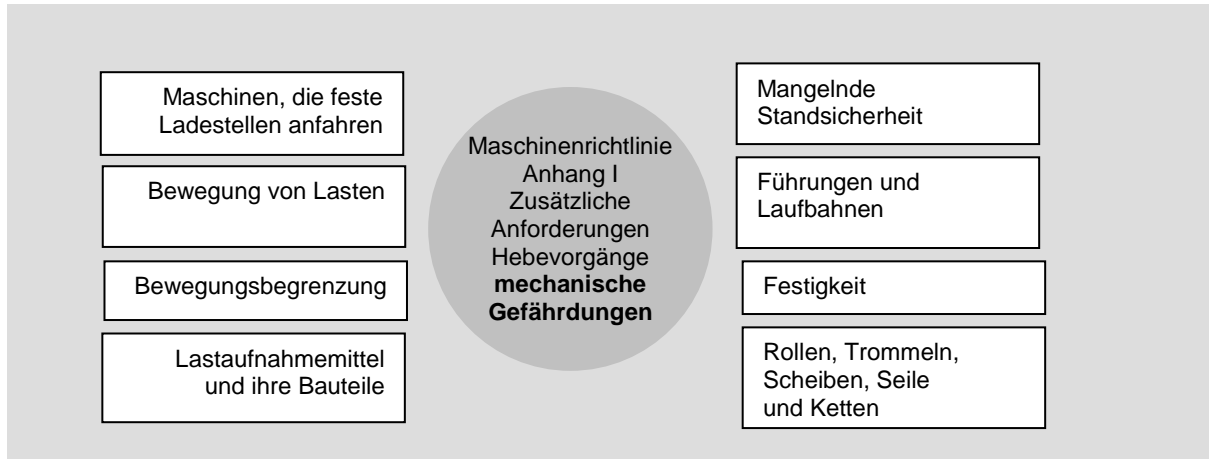 Maschinen, die feste
Ladestellen anfahren
Bewegung von Lasten
Bewegungsbegrenzung
Lastaufnahmemittel
und ihre Bauteile
Maschinenrichtlinie
Anhang I
Zusätzliche
Anforderungen
Hebevorgänge
mechanische
Gefährdungen
Mangelnde
Standsicherheit
Führungen und
Laufbahnen
Festigkeit
Rollen, Trommeln,
Scheiben, Seile
und Ketten